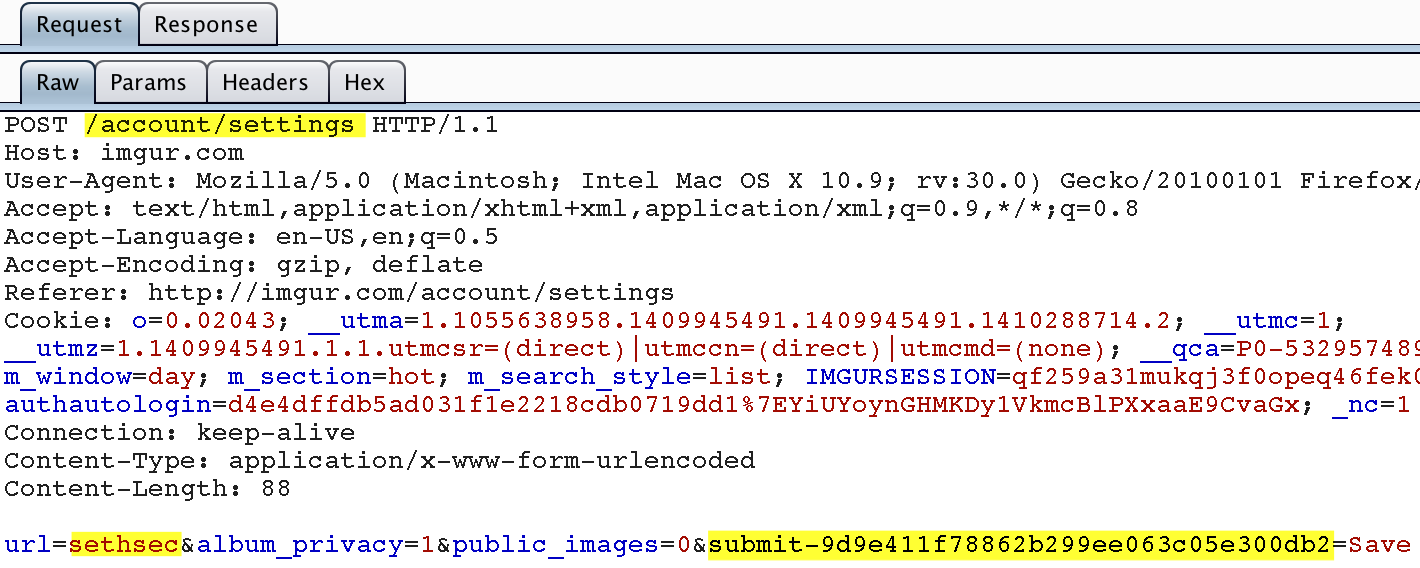 Request Response
Raw Params Headers Hex
POST /account/settings HTTP/1.1
Host: imgur.com
User-Agent: Mozilla/5.0 (Macintosh; Intel Mac OS X 10.9; rv:30.0) Gecko/20100101 Firefox/
Accept: text/html,application/xhtml+xml,application/xml;q=0.9,*/*;q=0.8
Accept-Language: en-US,en;q=0.5
Accept-Encoding: gzip, deflate
Referer: http://imgur.com/account/settings
Cookie: o=0.02043; __utma=1.1055638958.1409945491.1409945491.1410288714.2; __utmc=1;
__utmz=1.1409945491.1.1.utmcsr=(direct)|utmccn=(direct)|utmcmd=(none); __qca=P0-532957489
m_window=day; m_section=hot; m_search_style=list; IMGURSESSION=qf259a31mukqj3f0opeq46fek0
authautologin=d4e4dffdb5ad031f1e2218cdb0719dd1%7EYiUYoynGHMKDy1VkmcBlPXxaaE9CvaGx; _nc=1
Connection: keep-alive
Content-Type: application/x-www-form-urlencoded
Content-Length: 88
url=sethsec&album_privacy=1&public_images=0&submit-9d9e411f78862b299ee063c05e300db2=Save